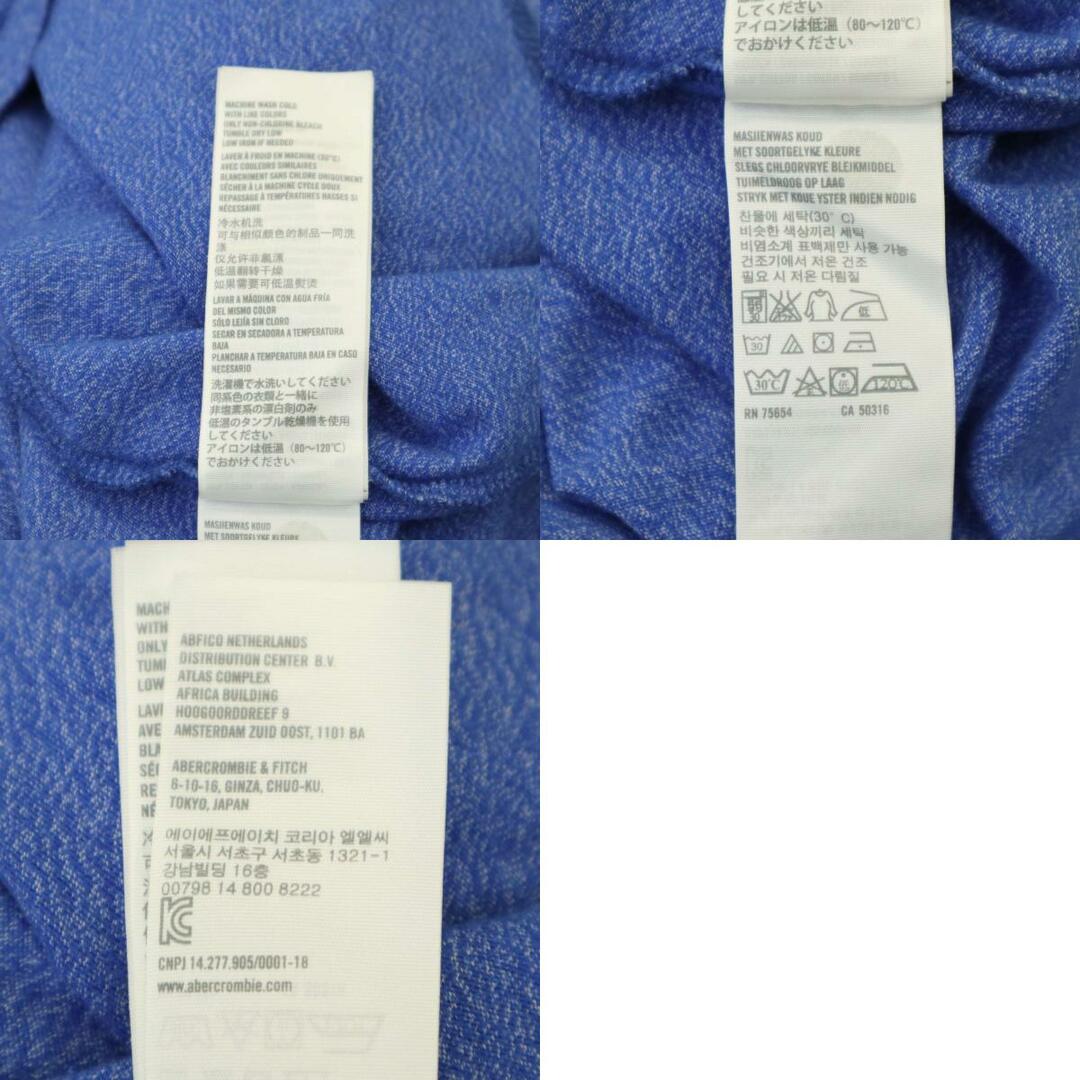 MACHINE WASH COLD
WITH LIKE COLORS
ONLY NON-CHLORINE BLEACH
TUMBLE DRY LOW
LOW IRON IF NEEDED
LAVER À FROID EN MACHINE (30°C)
AVEC COULEURS SIMILAIRES
BLANCHIMENT SANS CHLORE UNIQUEMENT
SÉCHER À LA MACHINE CYCLE DOUX
REPASSAGE À TEMPÉRATURES BASSES SI
NÉCESSAIRE
冷水机洗
可与相似颜色的制品一同洗
涤
仅允许非氯漂
低温翻转干燥
如果需要可低温熨烫
LAVAR A MÁQUINA CON AGUA FRÍA
DEL MISMO COLOR
SÓLO LEJÍA SIN CLORO
SECAR EN SECADORA A TEMPERATURA
BAJA
PLANCHAR A TEMPERATURA BAJA EN CASO
NECESARIO
洗濯機で水洗いしてください
同系色の衣類と一緒に
非塩素系の漂白剤のみ
低温のタンブル乾燥機を使用
してください
アイロンは低温（80～120℃）
でおかけください
MASJIENWAS KOUD
MET SOORTGELYKE KLEURE
してください
アイロンは低温（80～120℃）
でおかけください
MASJIENWAS KOUD
MET SOORTGELYKE KLEURE
SLEGS CHLOORVRYE BLEIKMIDDEL
TUIMELDROOG OP LAAG
STRYK MET KOUE YSTER INDIEN NODIG
찬물에 세탁(30° C)
비슷한 색상끼리 세탁
비염소계 표백제만 사용 가능
건조기에서 저온 건조
필요 시 저온 다림질
30 低
30
30°C 低 120°C
RN 75654 CA 50316
MACH
WITH
ONLY
TUM
LOW
LAV
AVE
BLA
SÉ
RE
NÉ
ABFICO NETHERLANDS
DISTRIBUTION CENTER B.V.
ATLAS COMPLEX
AFRICA BUILDING
HOOGOORDDREEF 9
AMSTERDAM ZUID OOST, 1101 BA
ABERCROMBIE & FITCH
6-10-16, GINZA, CHUO-KU,
TOKYO, JAPAN
에이에프에이치 코리아 엘엘씨
서울시 서초구 서초동 1321-1
강남빌딩 16층
00798 14 800 8222
CNPJ 14.277.905/0001-18
www.abercrombie.com